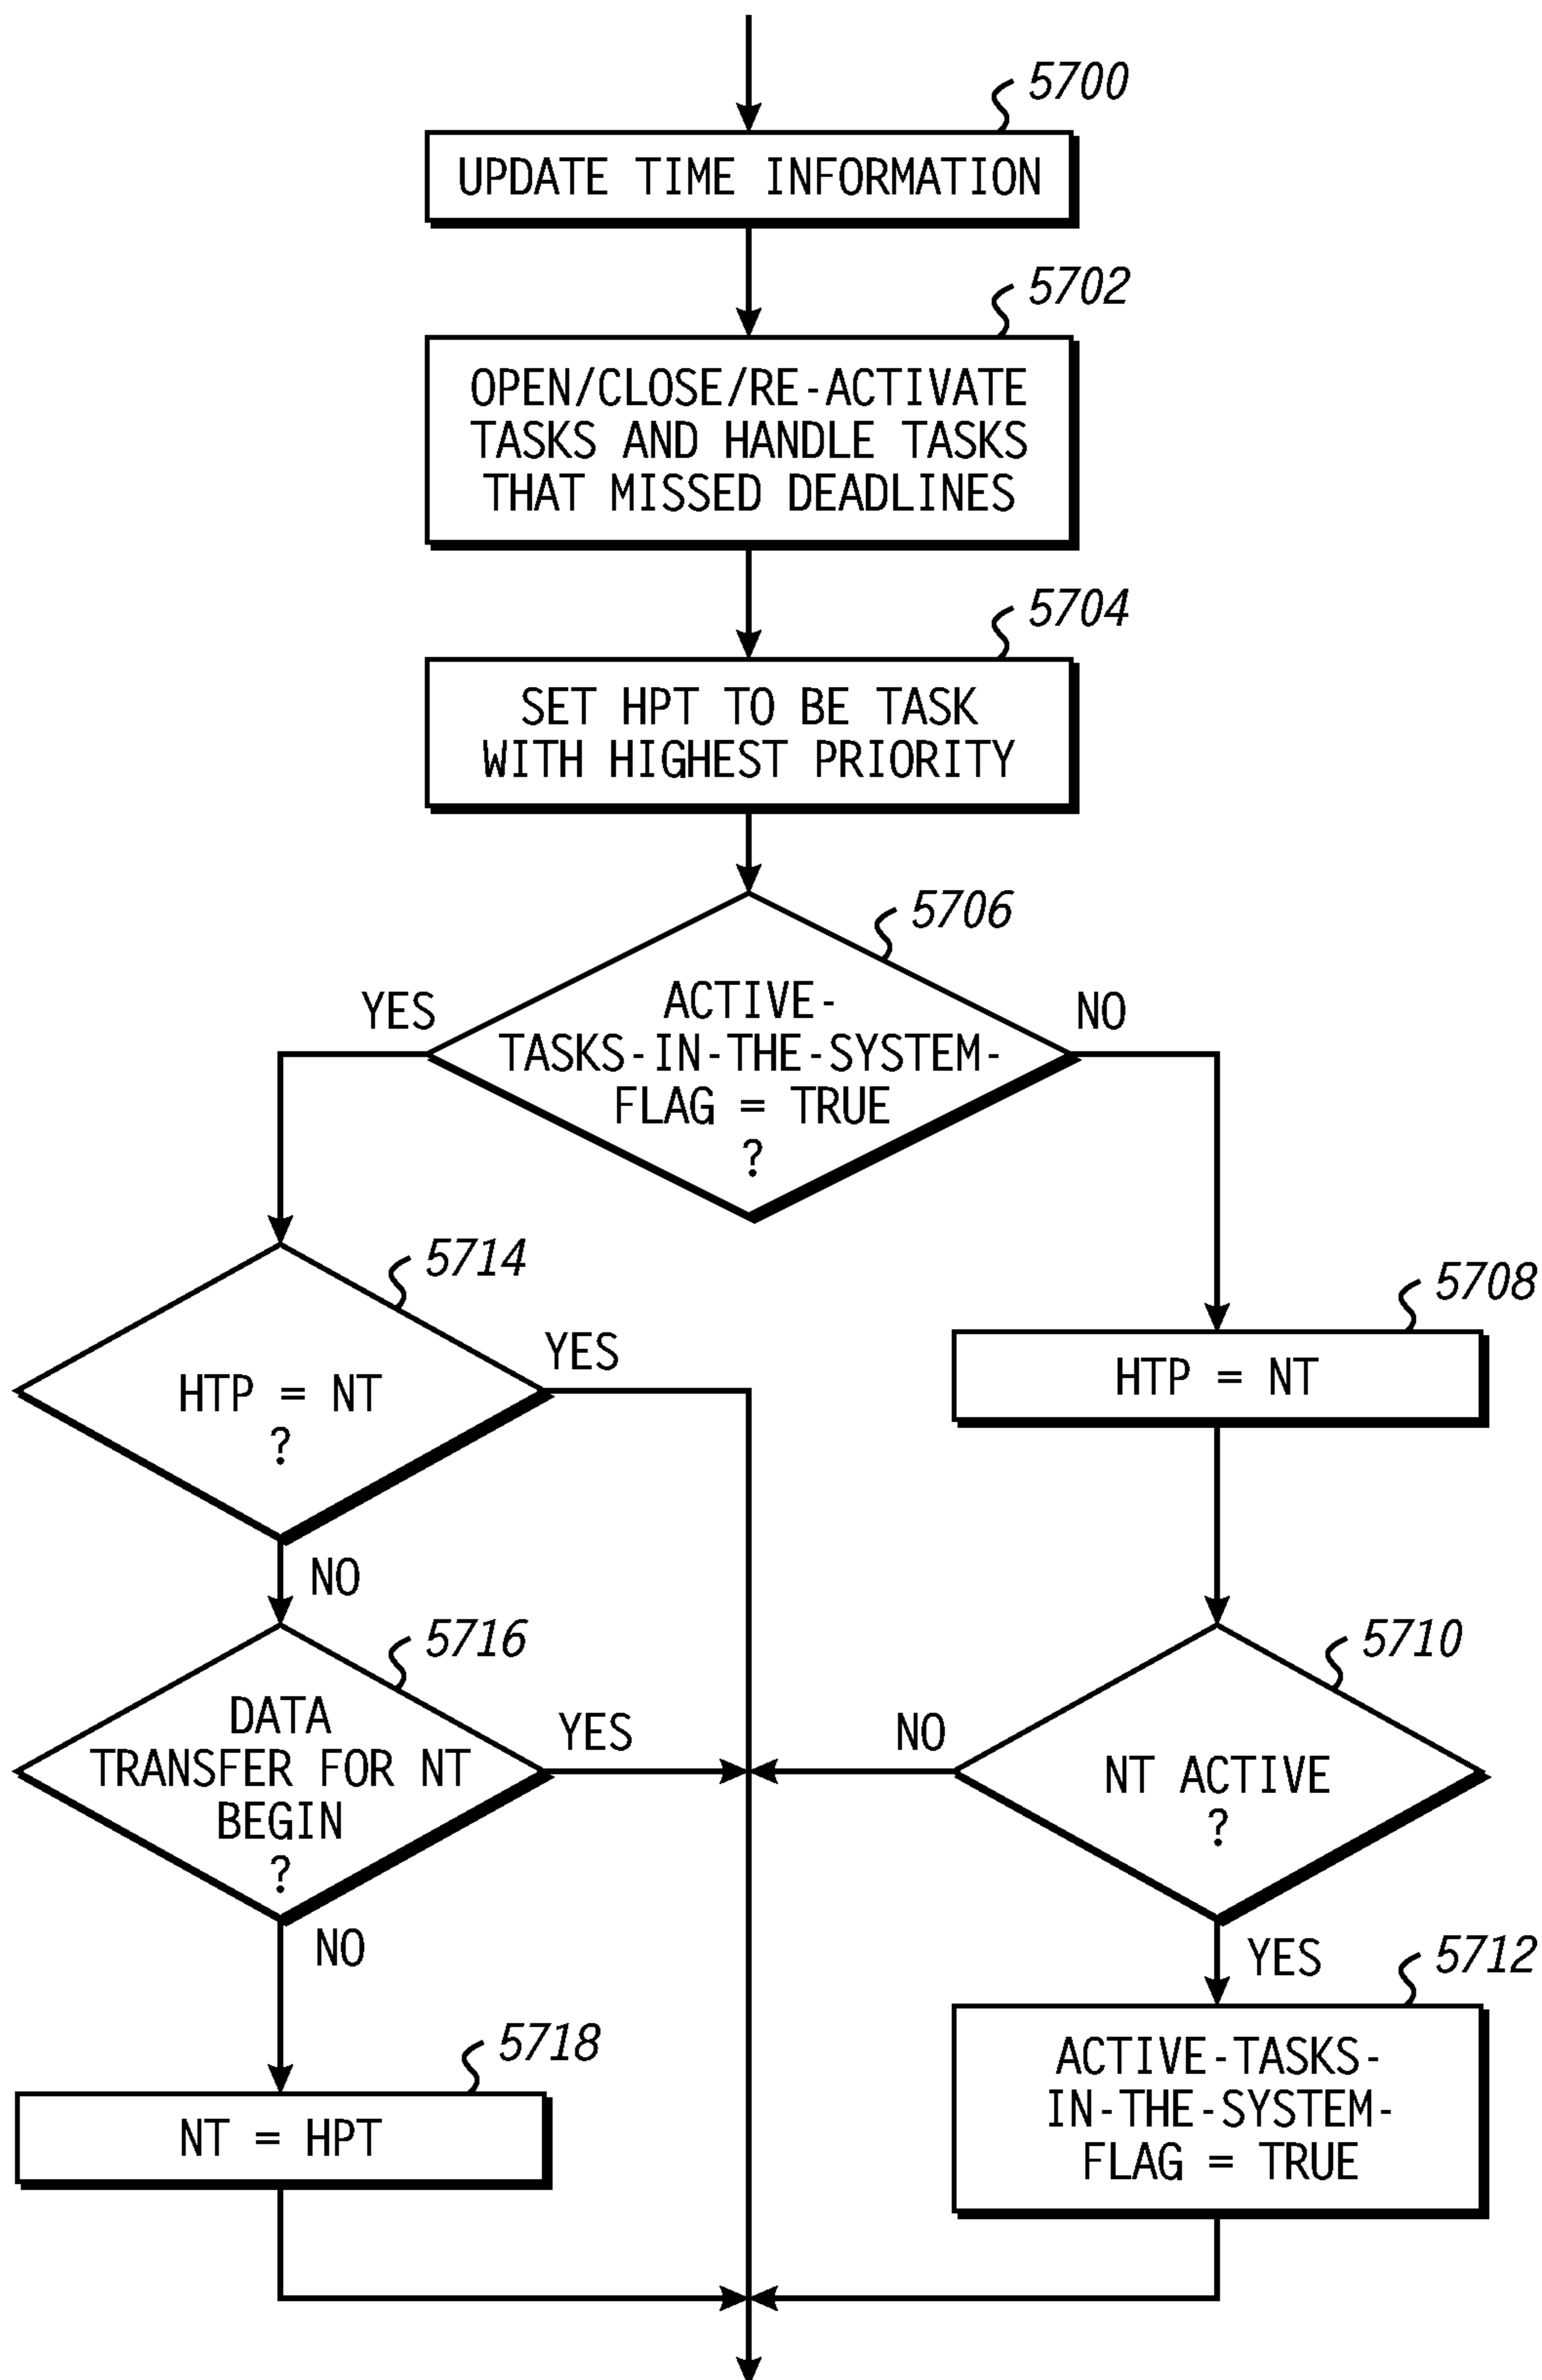 5700
UPDATE TIME INFORMATION
5702
OPEN/CLOSE/RE-ACTIVATE
TASKS AND HANDLE TASKS
THAT MISSED DEADLINES
5704
SET HPT TO BE TASK
WITH HIGHEST PRIORITY
5706
YES
ACTIVE-
TASKS-IN-THE-SYSTEM-
FLAG = TRUE
?
NO
5714
HTP = NT
?
YES
NO
5708
HTP = NT
5716
DATA
TRANSFER FOR NT
BEGIN
?
YES
NO
5710
NT ACTIVE
?
NO
YES
5718
NT = HPT
5712
ACTIVE-TASKS-
IN-THE-SYSTEM-
FLAG = TRUE